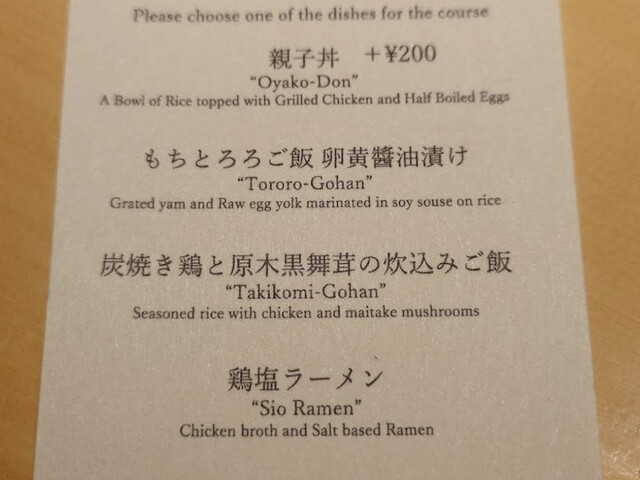 Please choose one of the dishes for the course
親子丼 +¥200
“Oyako-Don”
A Bowl of Rice topped with Grilled Chicken and Half Boiled Eggs
もちとろろご飯 卵黄醬油漬け
“Tororo-Gohan”
Grated yam and Raw egg yolk marinated in soy souse on rice
炭焼き鶏と原木黒舞茸の炊込みご飯
“Takikomi-Gohan”
Seasoned rice with chicken and maitake mushrooms
鶏塩ラーメン
“Sio Ramen”
Chicken broth and Salt based Ramen